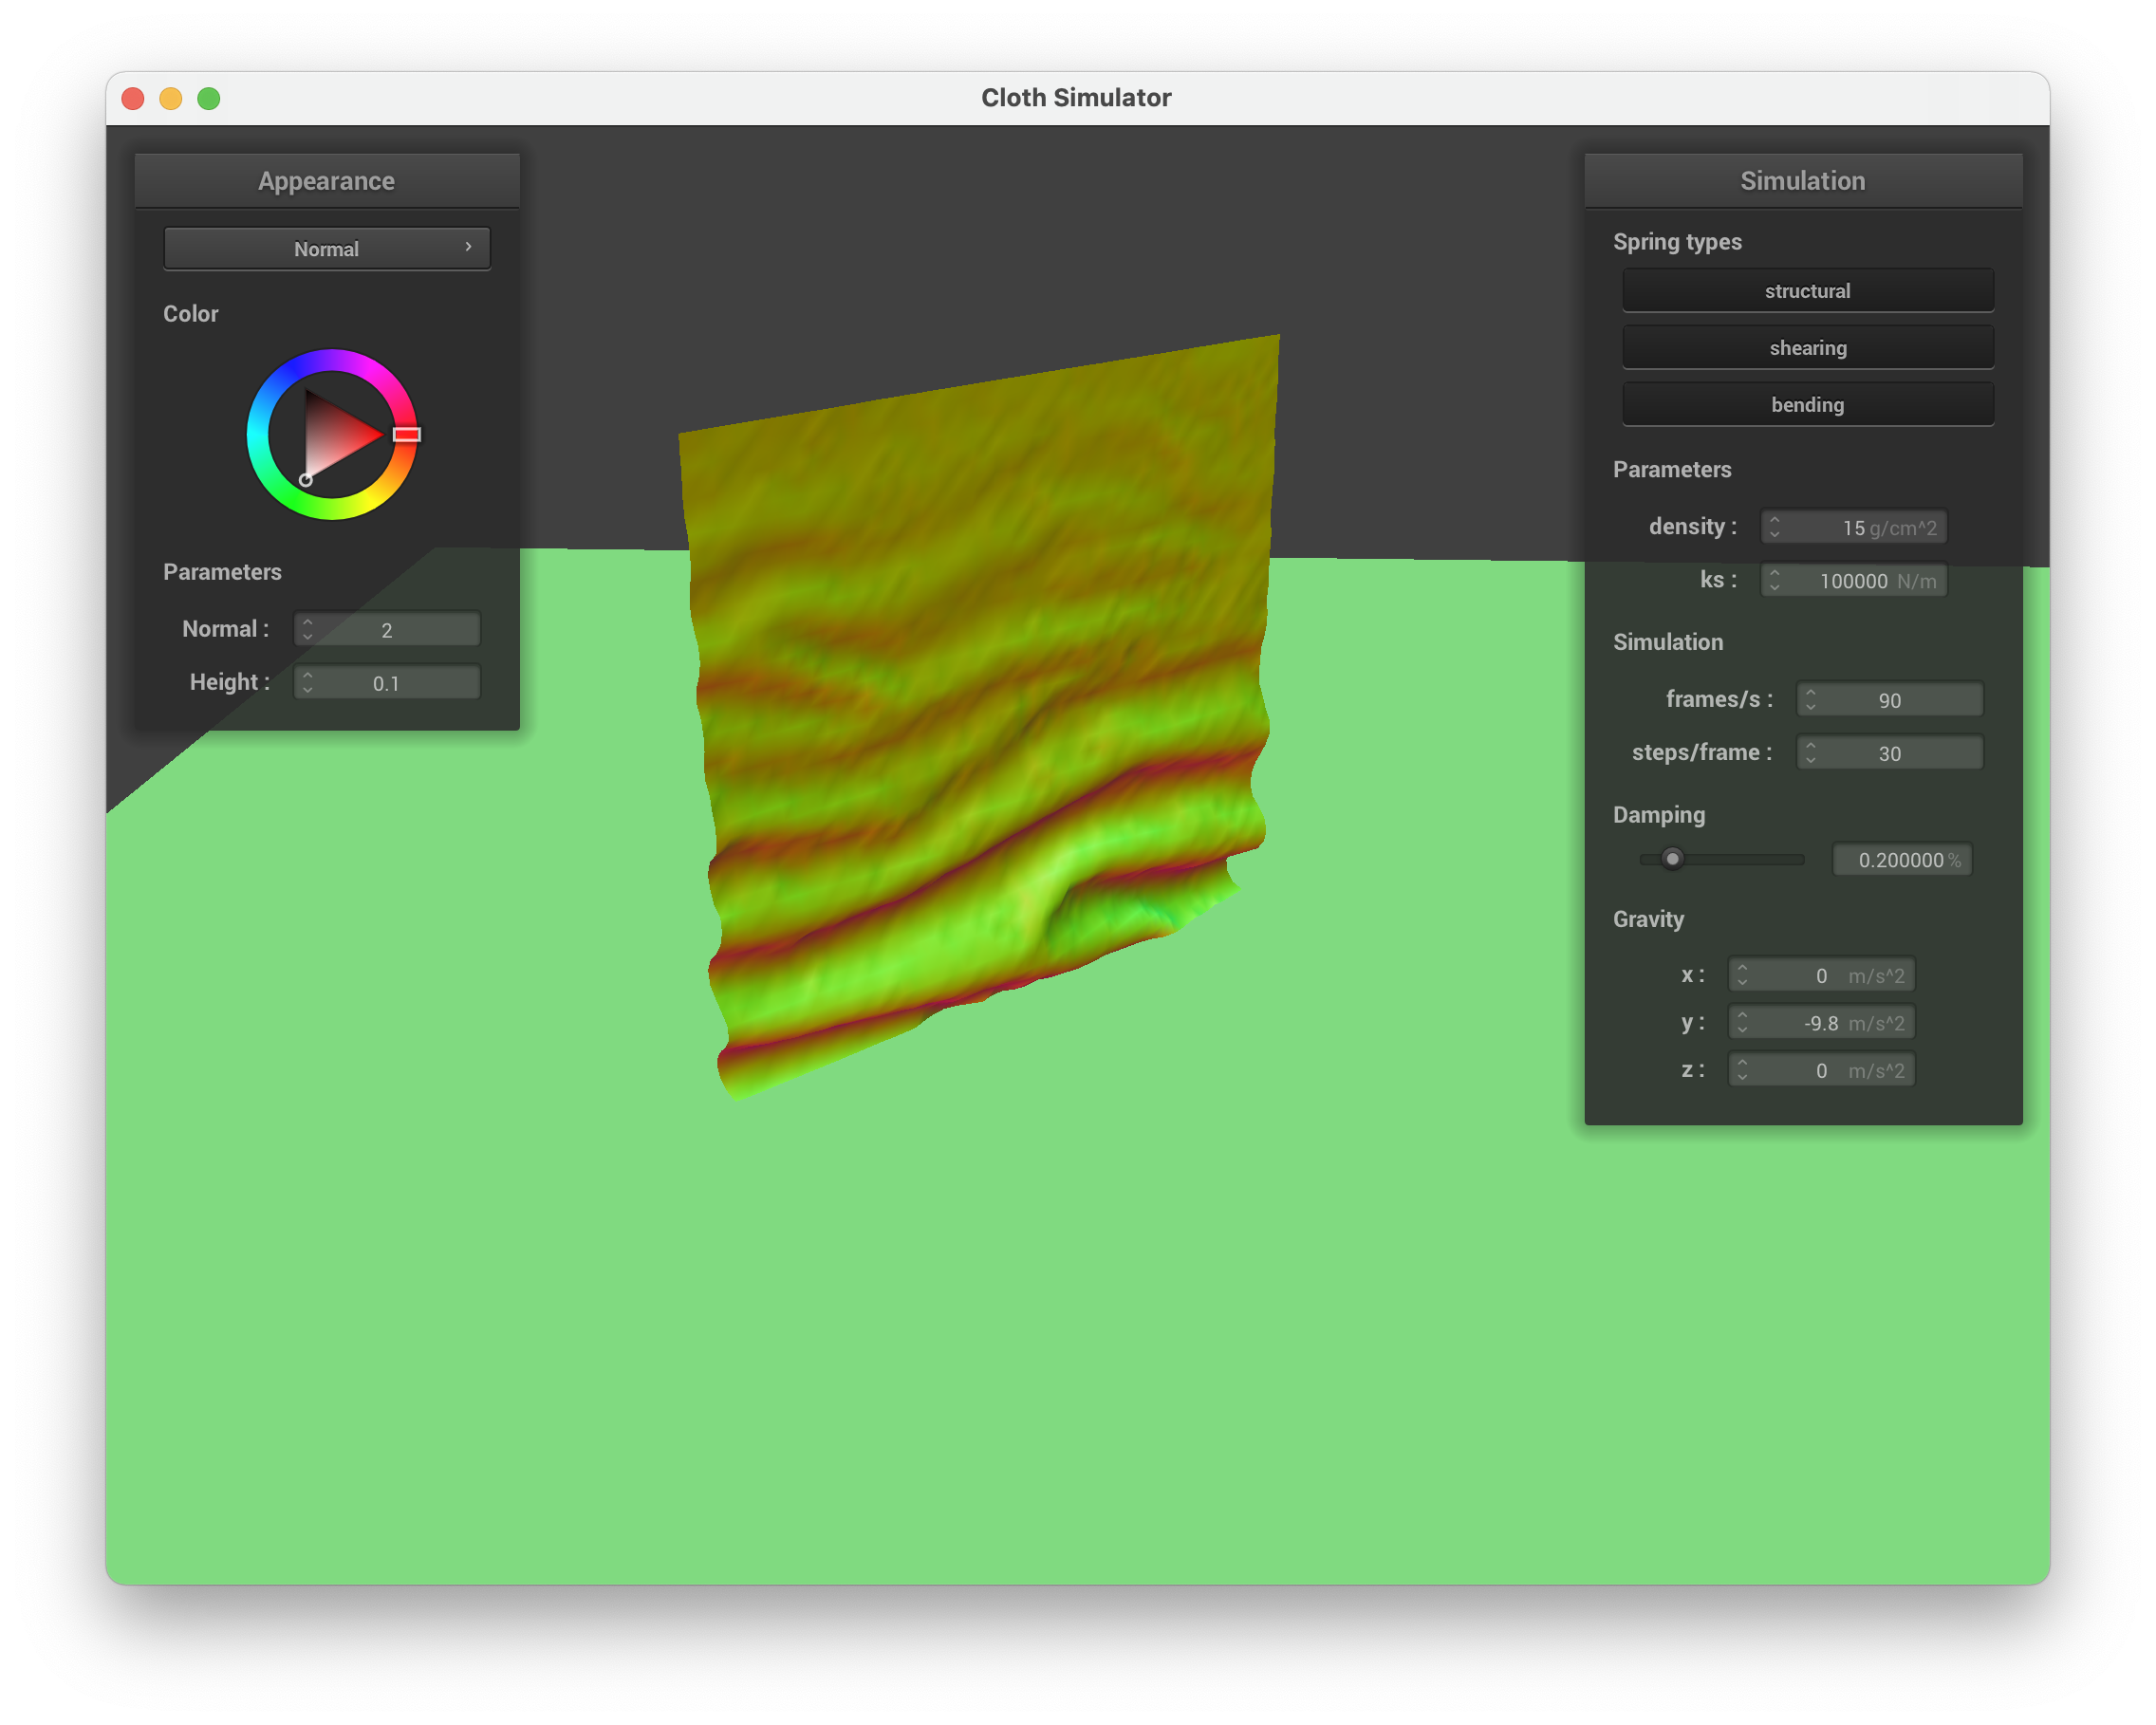 Cloth Simulator
Appearance
Normal
Color
Parameters
Normal : 2
Height : 0.1
Simulation
Spring types
structural
shearing
bending
Parameters
density : 15 g/cm^2
ks : 100000 N/m
Simulation
frames/s : 90
steps/frame : 30
Damping
0.200000 %
Gravity
x : 0 m/s^2
y : -9.8 m/s^2
z : 0 m/s^2